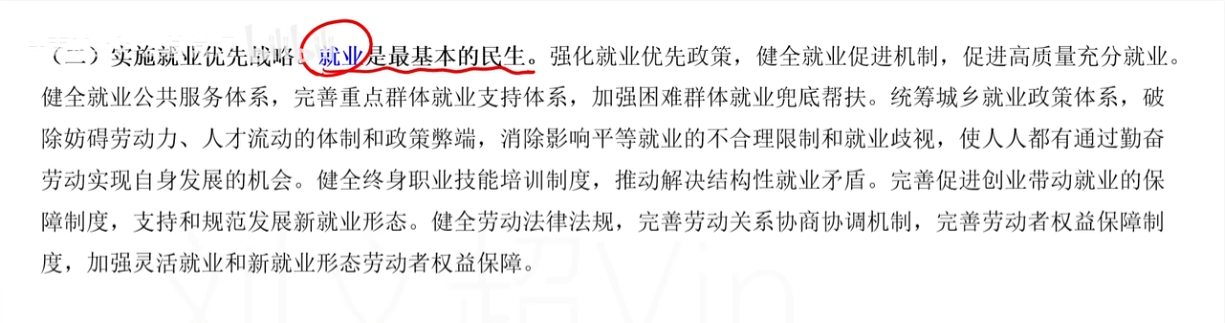 （二）实施就业优先战略。就业是最基本的民生。强化就业优先政策，健全就业促进机制，促进高质量充分就业。
健全就业公共服务体系，完善重点群体就业支持体系，加强困难群体就业兜底帮扶。统筹城乡就业政策体系，破
除妨碍劳动力、人才流动的体制和政策弊端，消除影响平等就业的不合理限制和就业歧视，使人人都有通过勤奋
劳动实现自身发展的机会。健全终身职业技能培训制度，推动解决结构性就业矛盾。完善促进创业带动就业的保
障制度，支持和规范发展新就业形态。健全劳动法律法规，完善劳动关系协商协调机制，完善劳动者权益保障制
度，加强灵活就业和新就业形态劳动者权益保障。